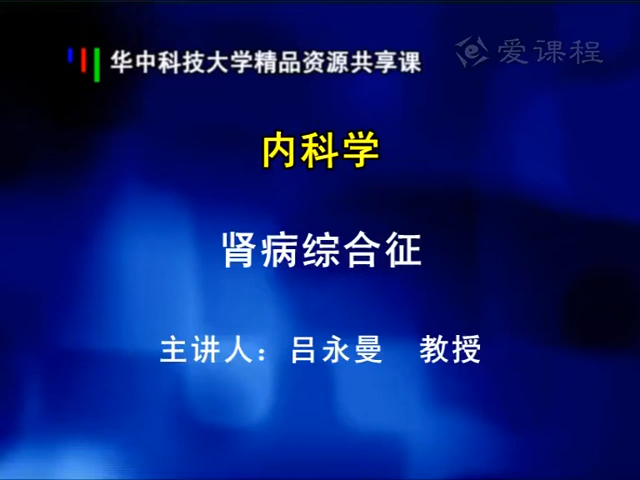 华中科技大学精品资源共享课
爱课程
内科学
肾病综合征
主讲人：吕永曼 教授